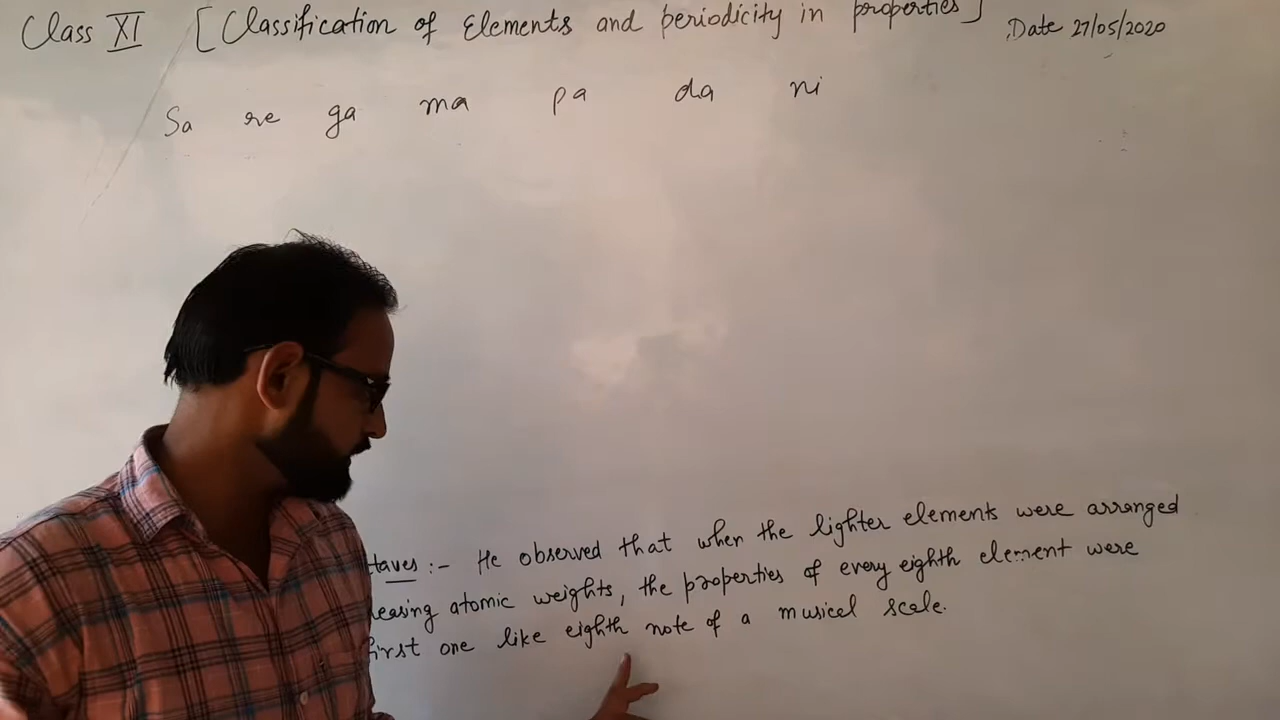 Class XI [Classification of Elements and periodicity in properties] Date 27/05/2020
Sa re ga ma pa da ni
taves :- He observed that when the lighter elements were arranged
easing atomic weights, the properties of every eighth element were
first one like eighth note of a musical scale.